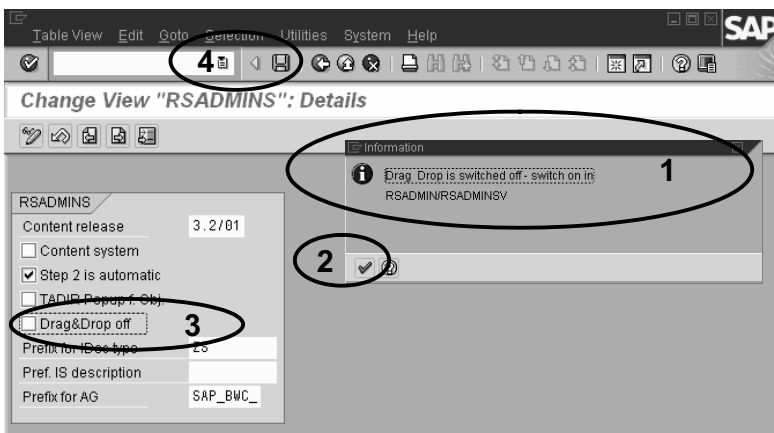 Table View Edit Goto Selection Utilities System Help
SAP
4
Change View "RSADMINS": Details
Information
Drag Drop is switched off - switch on in
1
RSADMIN/RSADMINSV
2
RSADMINS
Content release 3.2/01
Content system
Step 2 is automatic
TADIR Popup f. Obj.
Drag&Drop off
3
Prefix for IDoc type ZS
Pref. IS description
Prefix for AG SAP_BWC_